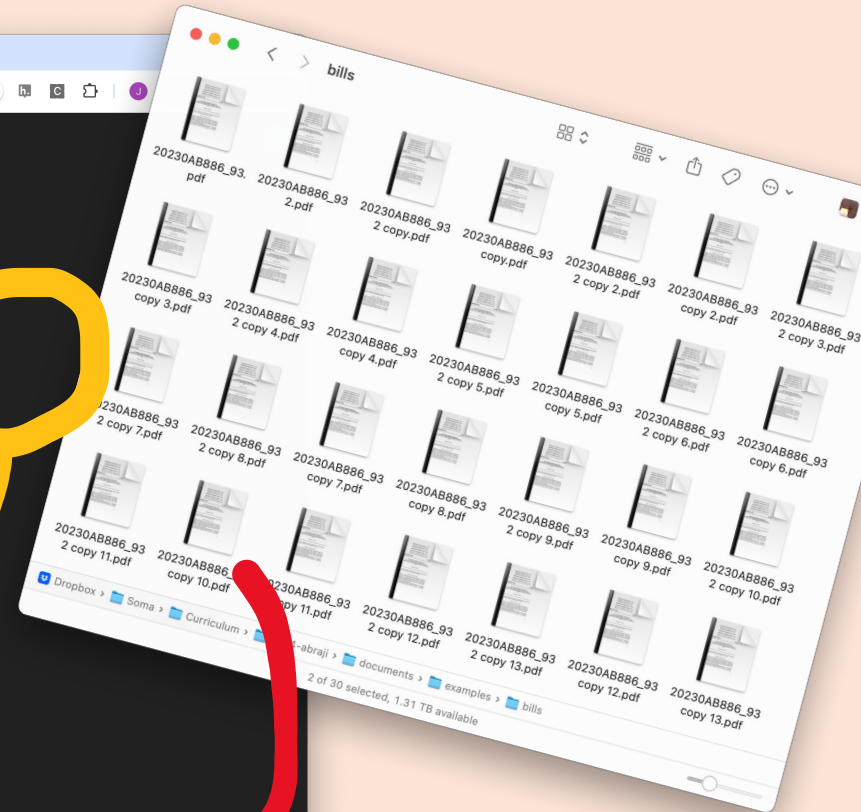 h.
C
J
bills
20230AB886_93.
pdf
20230AB886_93
2.pdf
20230AB886_93
2 copy.pdf
20230AB886_93
copy.pdf
20230AB886_93
2 copy 2.pdf
20230AB886_93
copy 2.pdf
20230AB886_93
2 copy 3.pdf
20230AB886_93
copy 3.pdf
20230AB886_93
2 copy 4.pdf
20230AB886_93
copy 4.pdf
20230AB886_93
2 copy 5.pdf
20230AB886_93
copy 5.pdf
20230AB886_93
2 copy 6.pdf
20230AB886_93
copy 6.pdf
20230AB886_93
2 copy 7.pdf
20230AB886_93
2 copy 8.pdf
20230AB886_93
copy 7.pdf
20230AB886_93
copy 8.pdf
20230AB886_93
2 copy 9.pdf
20230AB886_93
copy 9.pdf
20230AB886_93
2 copy 10.pdf
20230AB886_93
2 copy 11.pdf
20230AB886_
copy 10.pdf
20230AB886_93
py 11.pdf
20230AB886_93
2 copy 12.pdf
20230AB886_93
2 copy 13.pdf
20230AB886_93
copy 12.pdf
20230AB886_93
copy 13.pdf
Dropbox › Soma › Curriculum › -abraji › documents › examples › bills
2 of 30 selected, 1.31 TB available